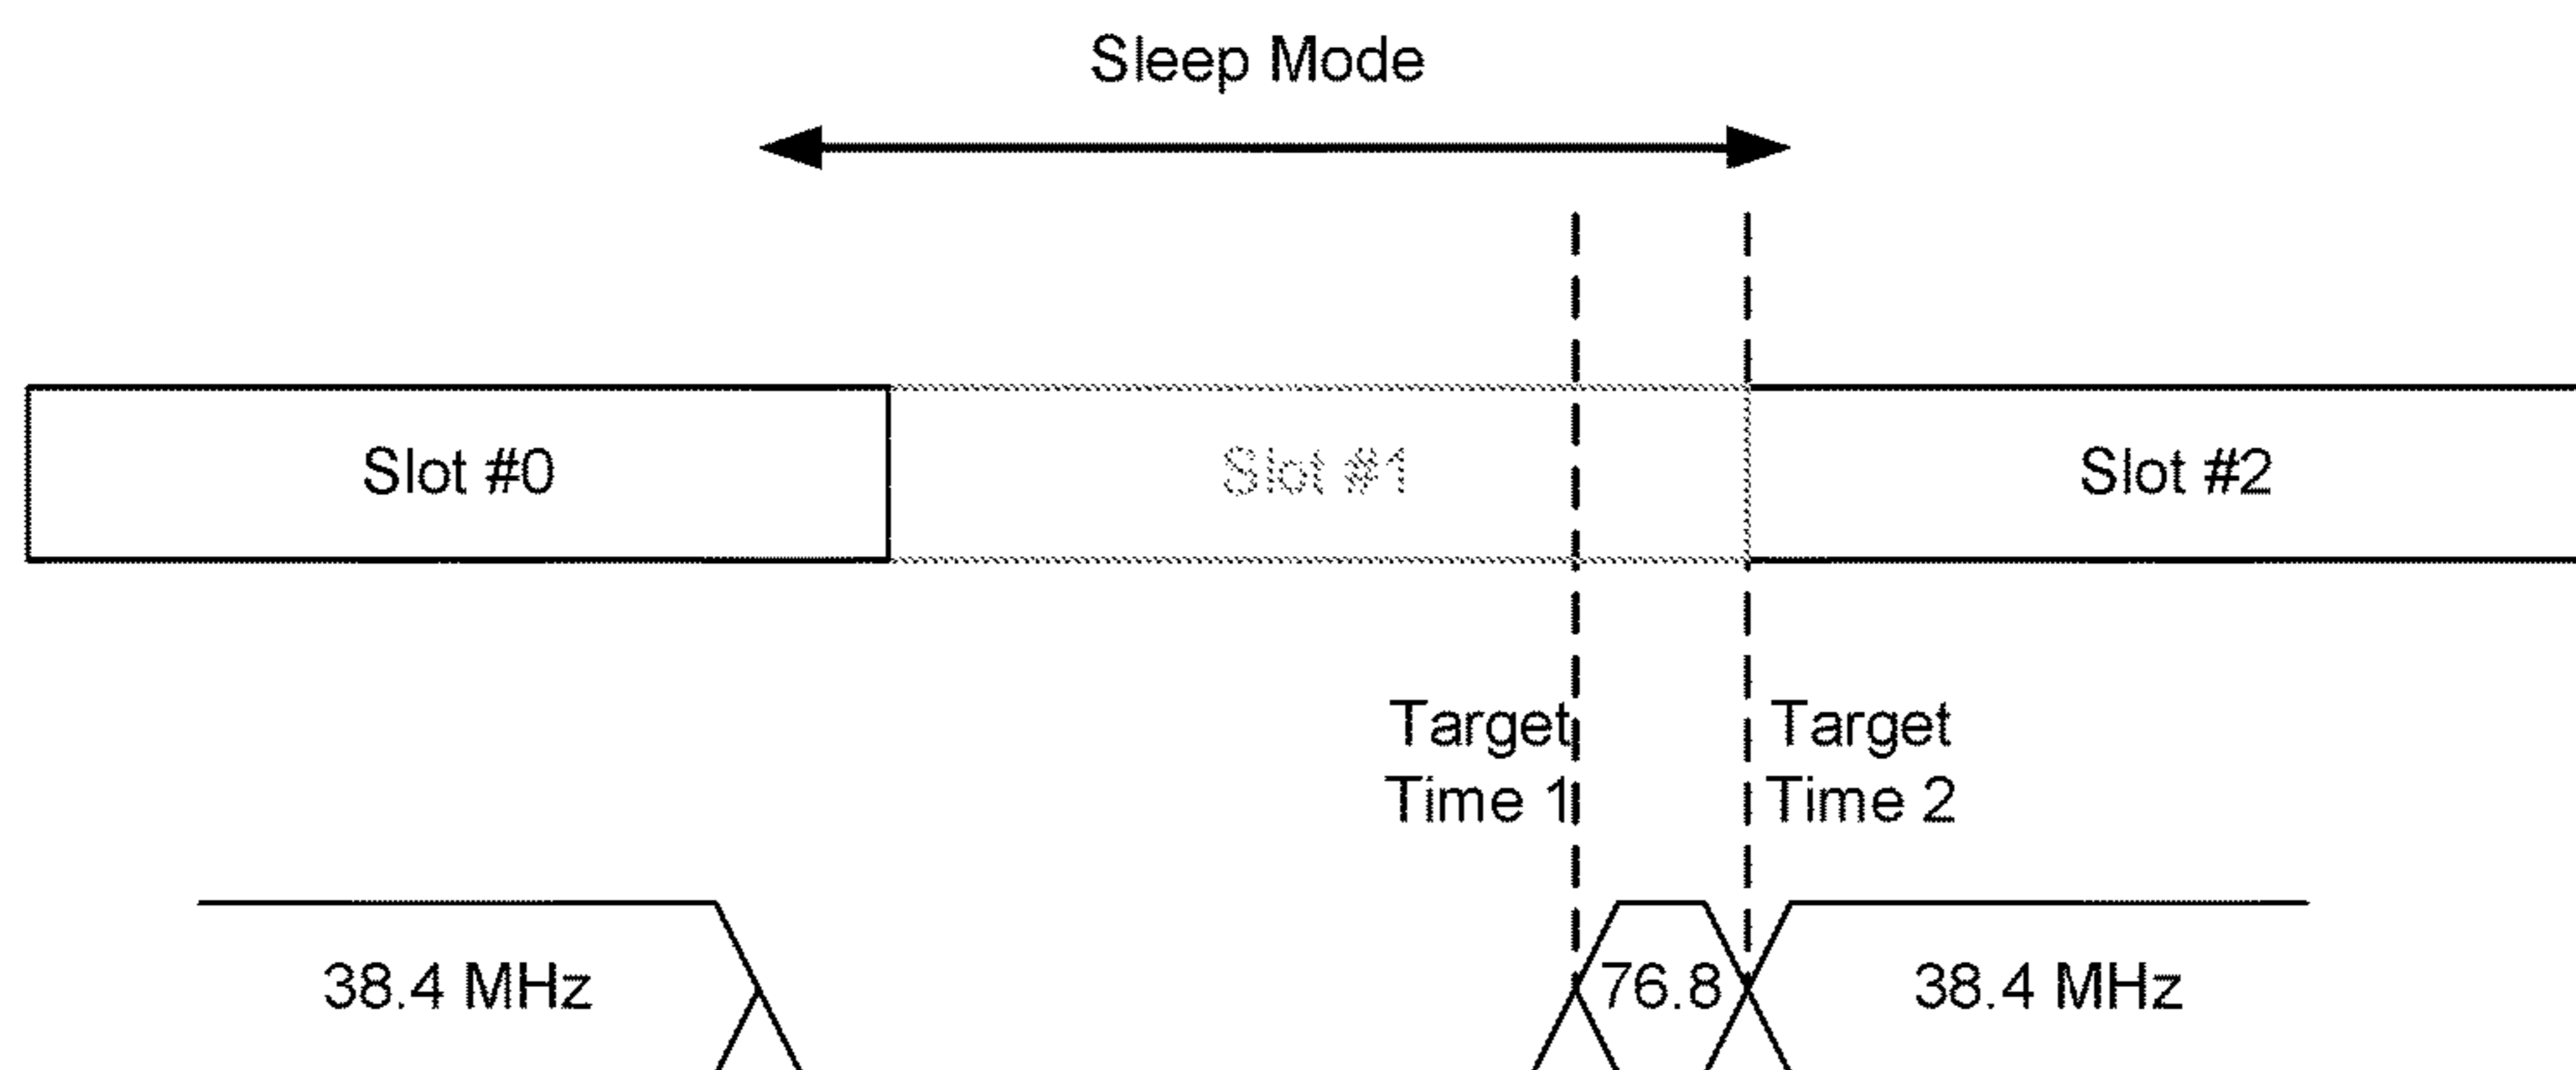 Sleep Mode
Slot #0
Slot #1
Slot #2
Target
Time 1
Target
Time 2
38.4 MHz
76.8
38.4 MHz